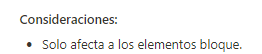 Consideraciones:
• Solo afecta a los elementos bloque.